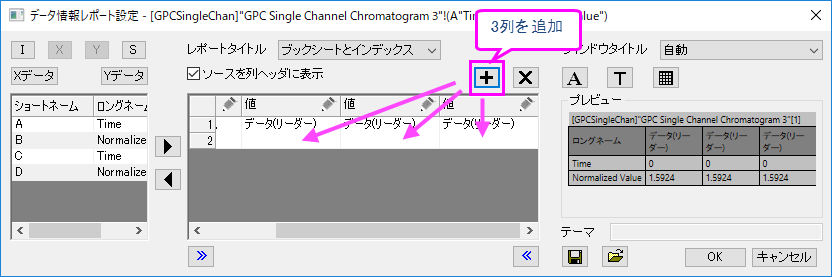 データ情報レポート設定 - [GPCSingleChan]"GPC Single Channel Chromatogram 3"!(A"Tim
ue")
3列を追加
I X Y S
レポートタイトル ブックシートとインデックス
ウィンドウタイトル 自動
Xデータ Yデータ
ソースを列ヘッダに表示
A T
ショートネーム ロングネーム
A Time
B Normalize
C Time
D Normalize
値 値 値
1 データ(リーダー) データ(リーダー) データ(リーダー)
2
プレビュー
[GPCSingleChan]"GPC Single Channel Chromatogram 3"[1]
ロングネーム データ(リーダー) データ(リーダー) データ(リーダー)
Time 0 0 0
Normalized Value 1.5924 1.5924 1.5924
テーマ
OK キャンセル